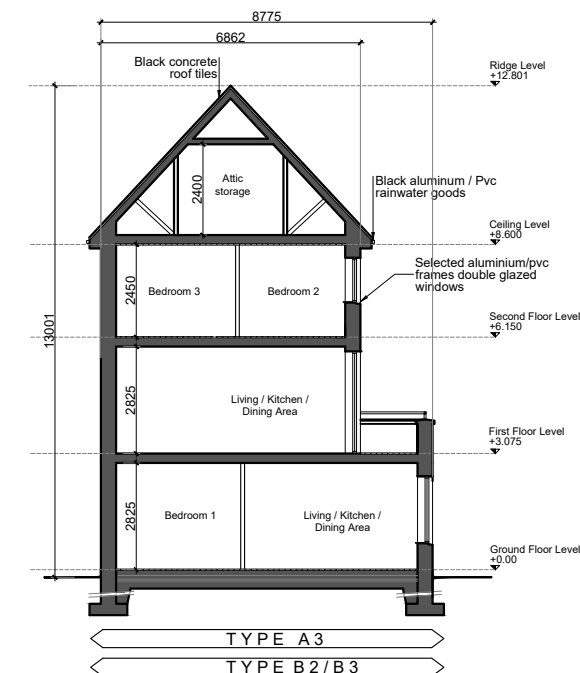 8775
6862
Black concrete
roof tiles
Ridge Level
+12.801
Attic
storage
2400
Black aluminum / Pvc
rainwater goods
Ceiling Level
+8.600
Selected aluminium/pvc
frames double glazed
windows
2450
Bedroom 3
Bedroom 2
Second Floor Level
+6.150
13001
2825
Living / Kitchen /
Dining Area
First Floor Level
+3.075
2825
Bedroom 1
Living / Kitchen /
Dining Area
Ground Floor Level
+0.00
TYPE A3
TYPE B2/B3